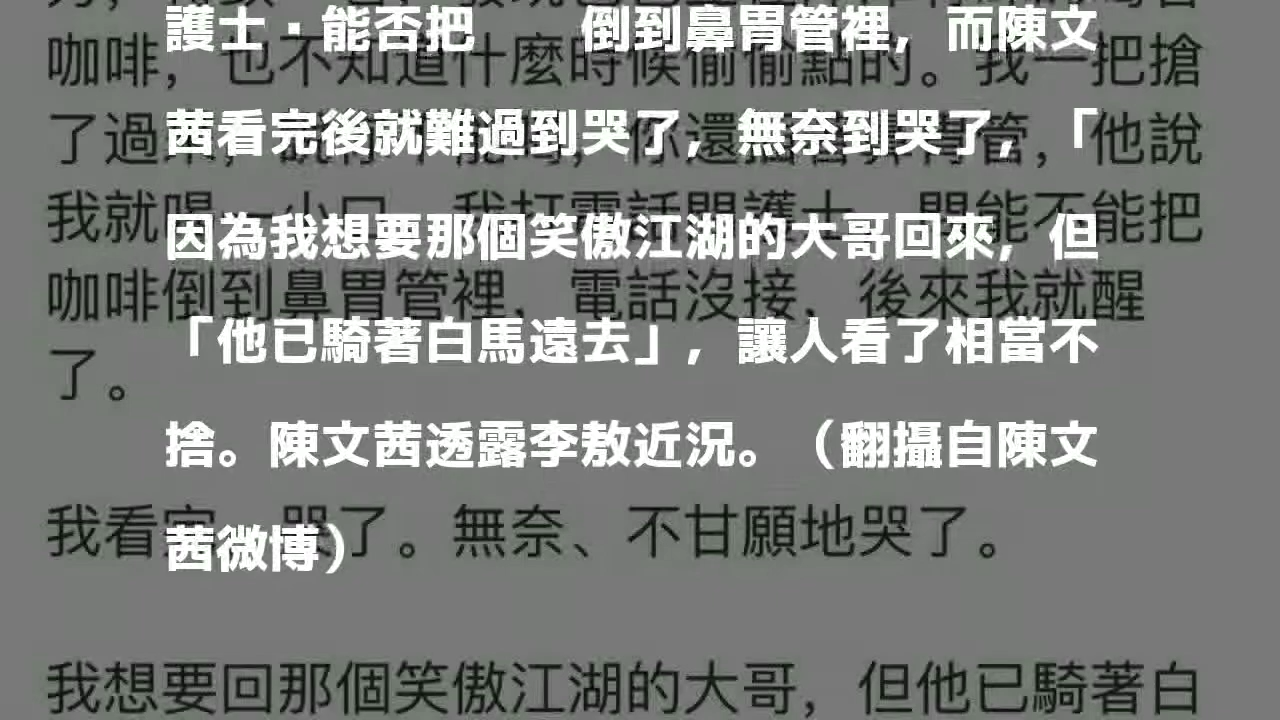 護士·能否把 倒到鼻胃管裡，而陳文
咖啡，也不知道什麼時候偷偷點的。我一把搶
茜看完後就難過到哭了，無奈到哭了，「
了過 你還 管，他說
因為我想要那個笑傲江湖的大哥回來，但
我就喝一小口。我打電話問護士，問能不能把
咖啡倒到鼻胃管裡，電話沒接，後來我就醒
「他已騎著白馬遠去」，讓人看了相當不
了。
捨。陳文茜透露李敖近況。（翻攝自陳文
我看完，哭了。無奈、不甘願地哭了。
茜微博）
我想要回那個笑傲江湖的大哥，但他已騎著白